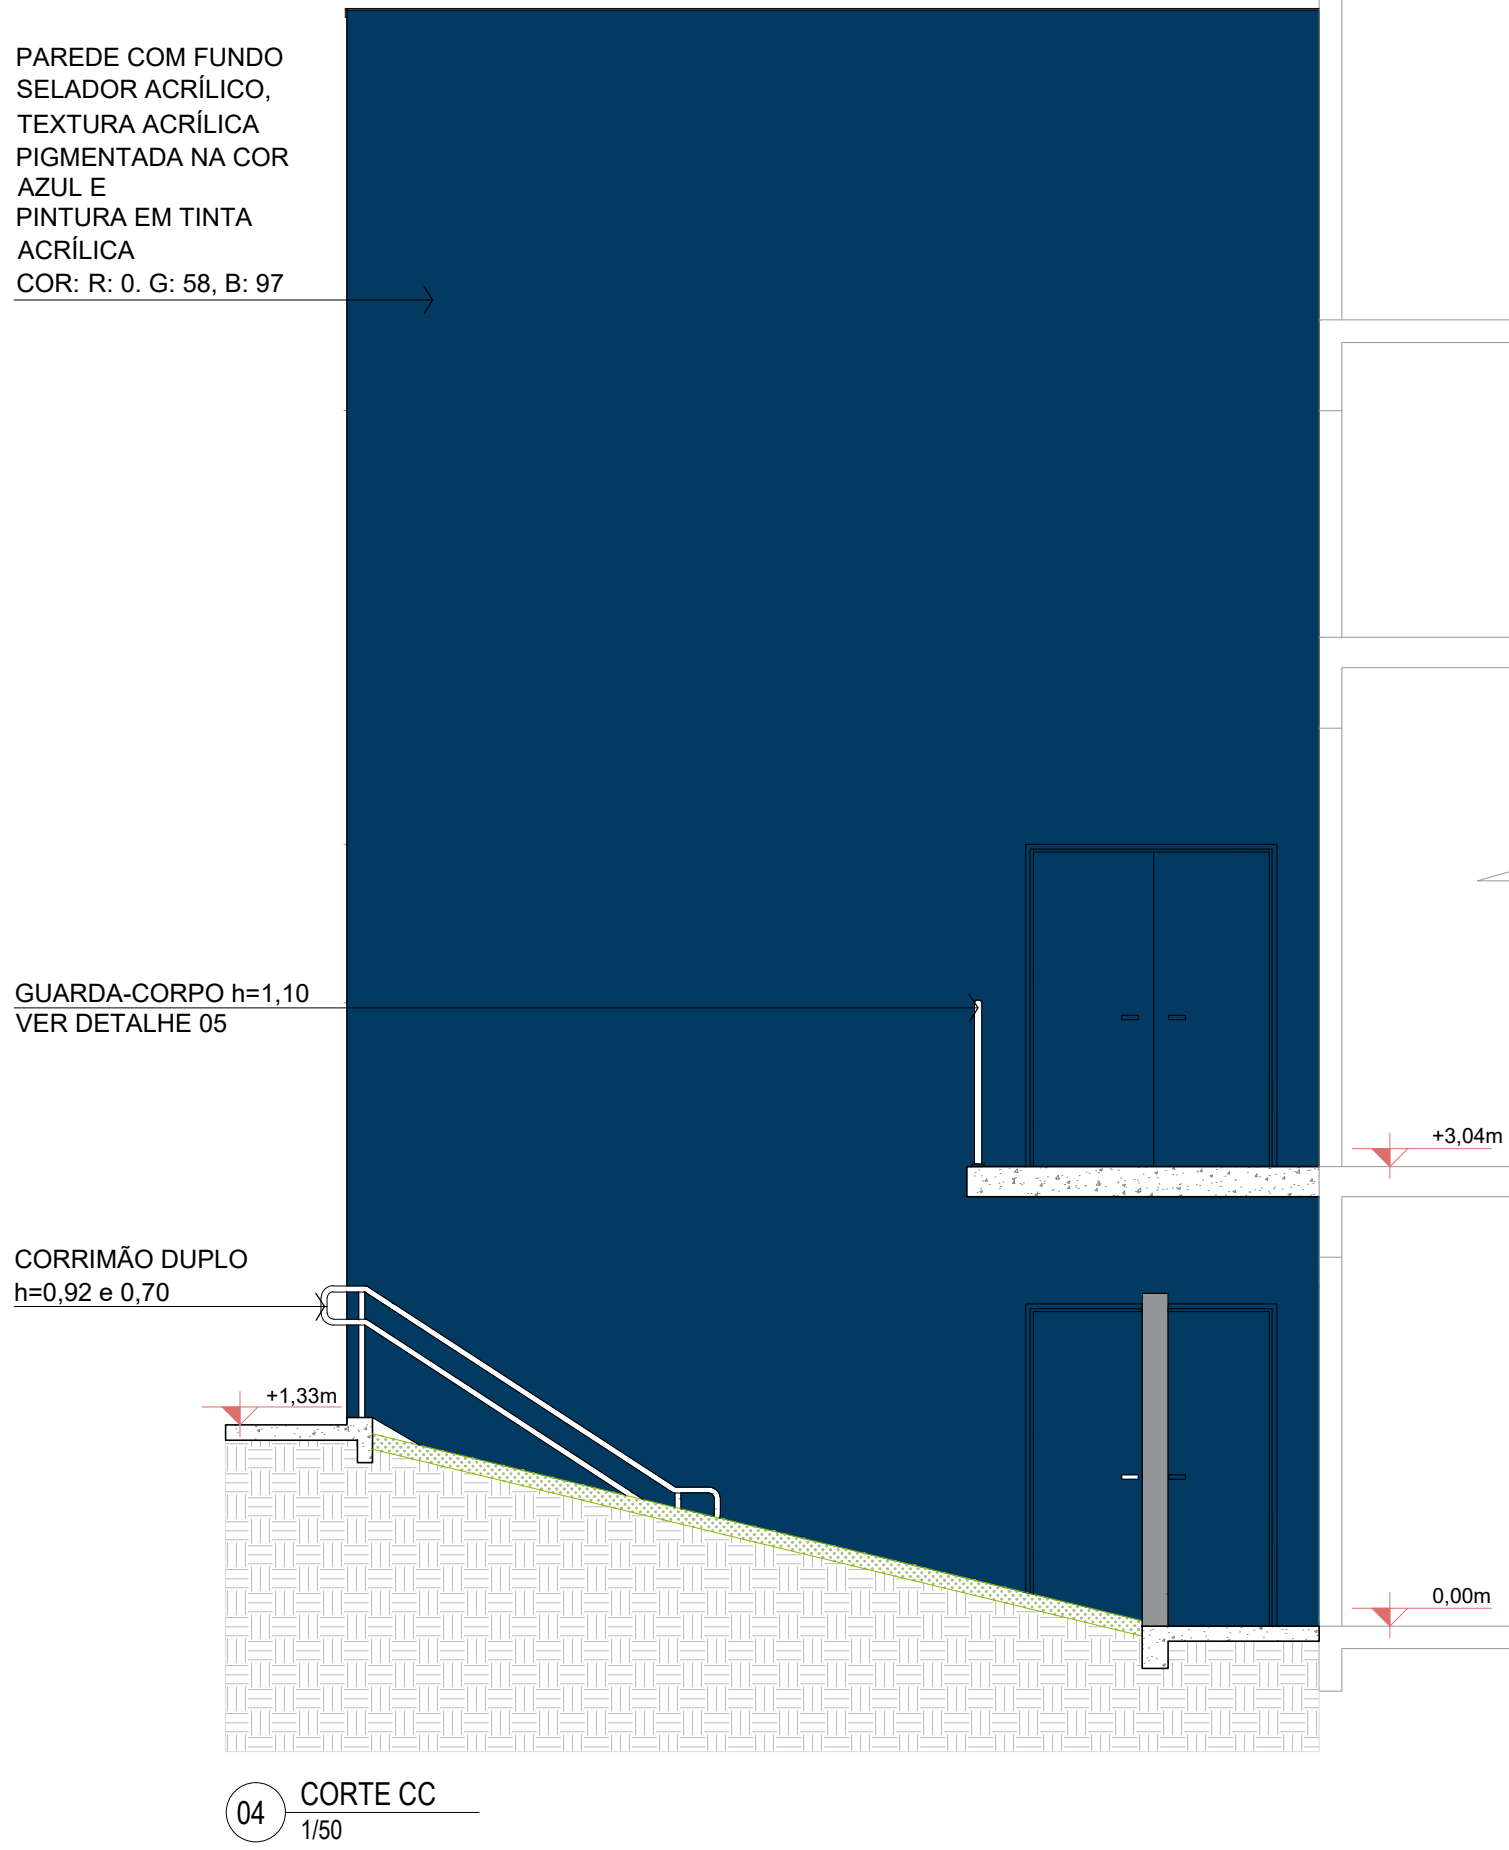 PAREDE COM FUNDO
SELADOR ACRÍLICO,
TEXTURA ACRÍLICA
PIGMENTADA NA COR
AZUL E
PINTURA EM TINTA
ACRÍLICA
COR: R: 0. G: 58, B: 97
GUARDA-CORPO h=1,10
VER DETALHE 05
+3,04m
CORRIMÃO DUPLO
h=0,92 e 0,70
+1,33m
0,00m
04
CORTE CC
1/50